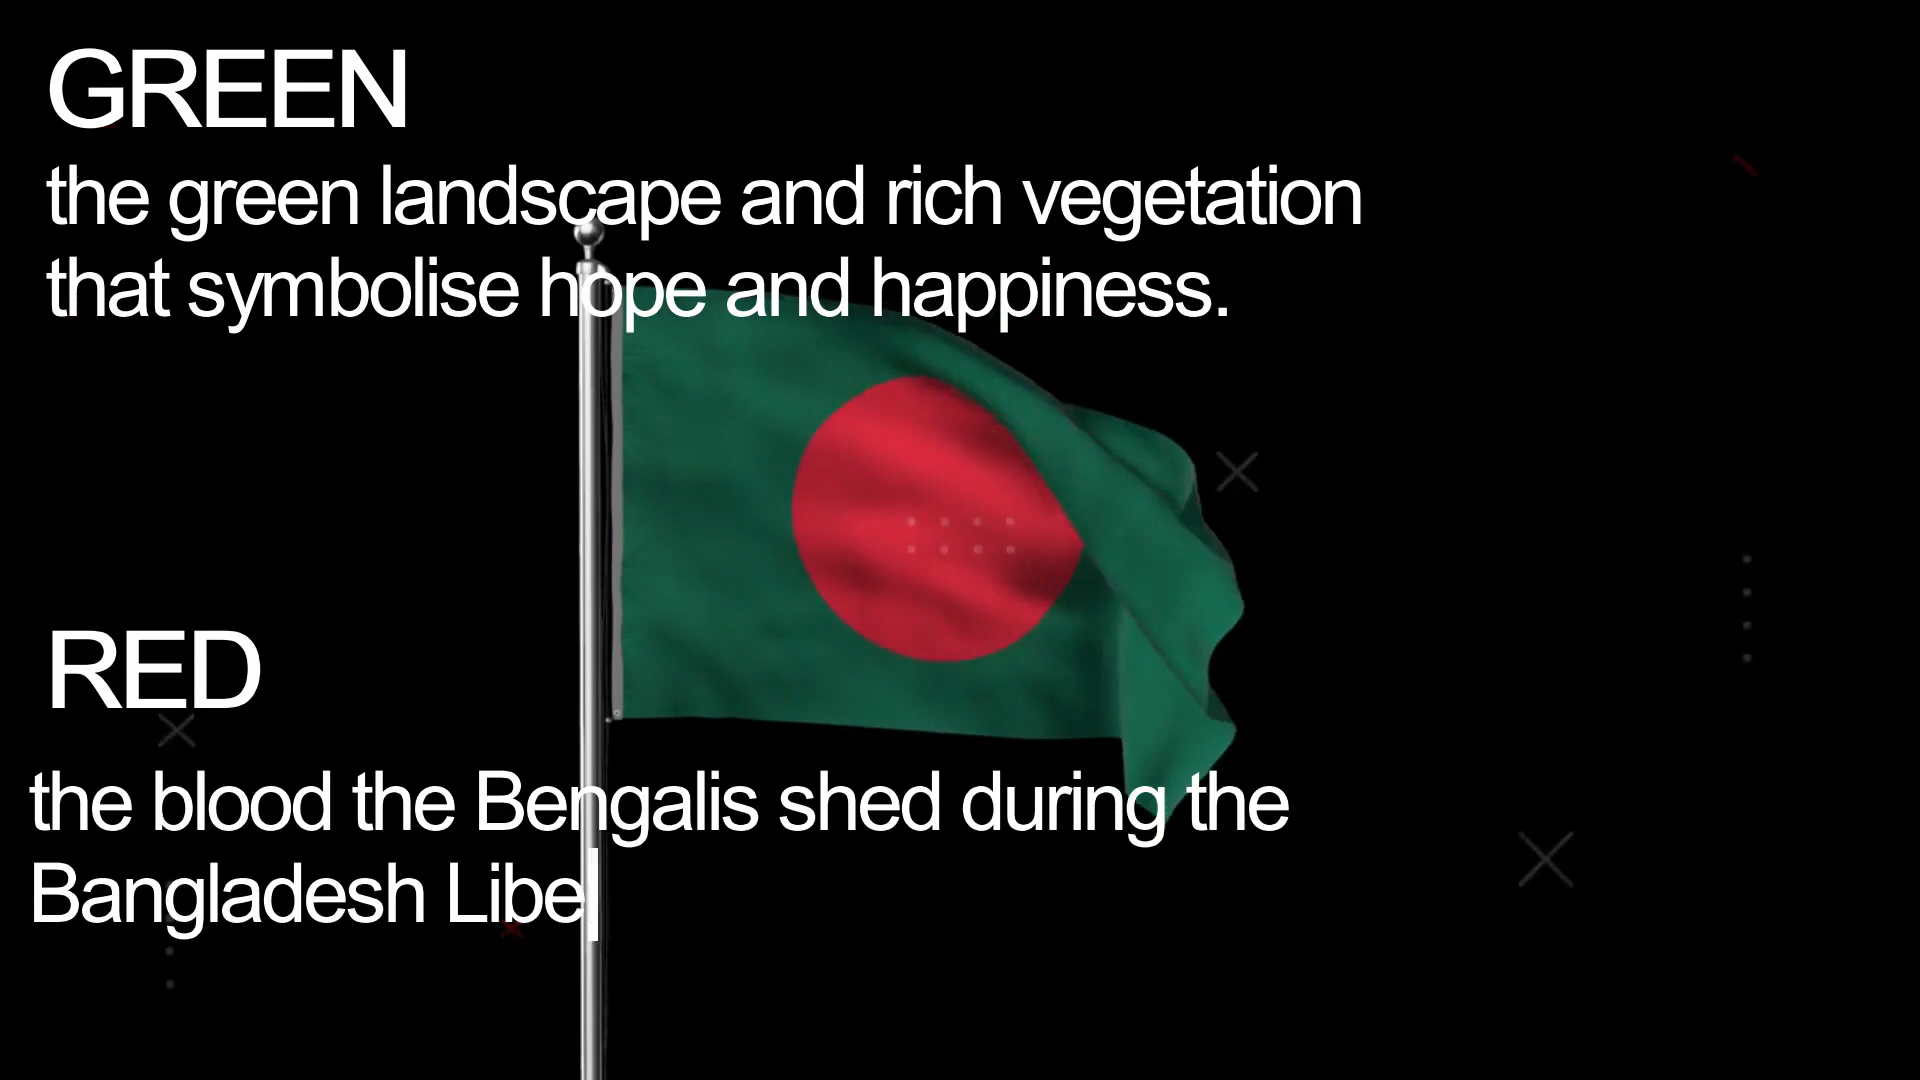 GREEN
the green landscape and rich vegetation
that symbolise hope and happiness.
RED
the blood the Bengalis shed during the
Bangladesh Libe